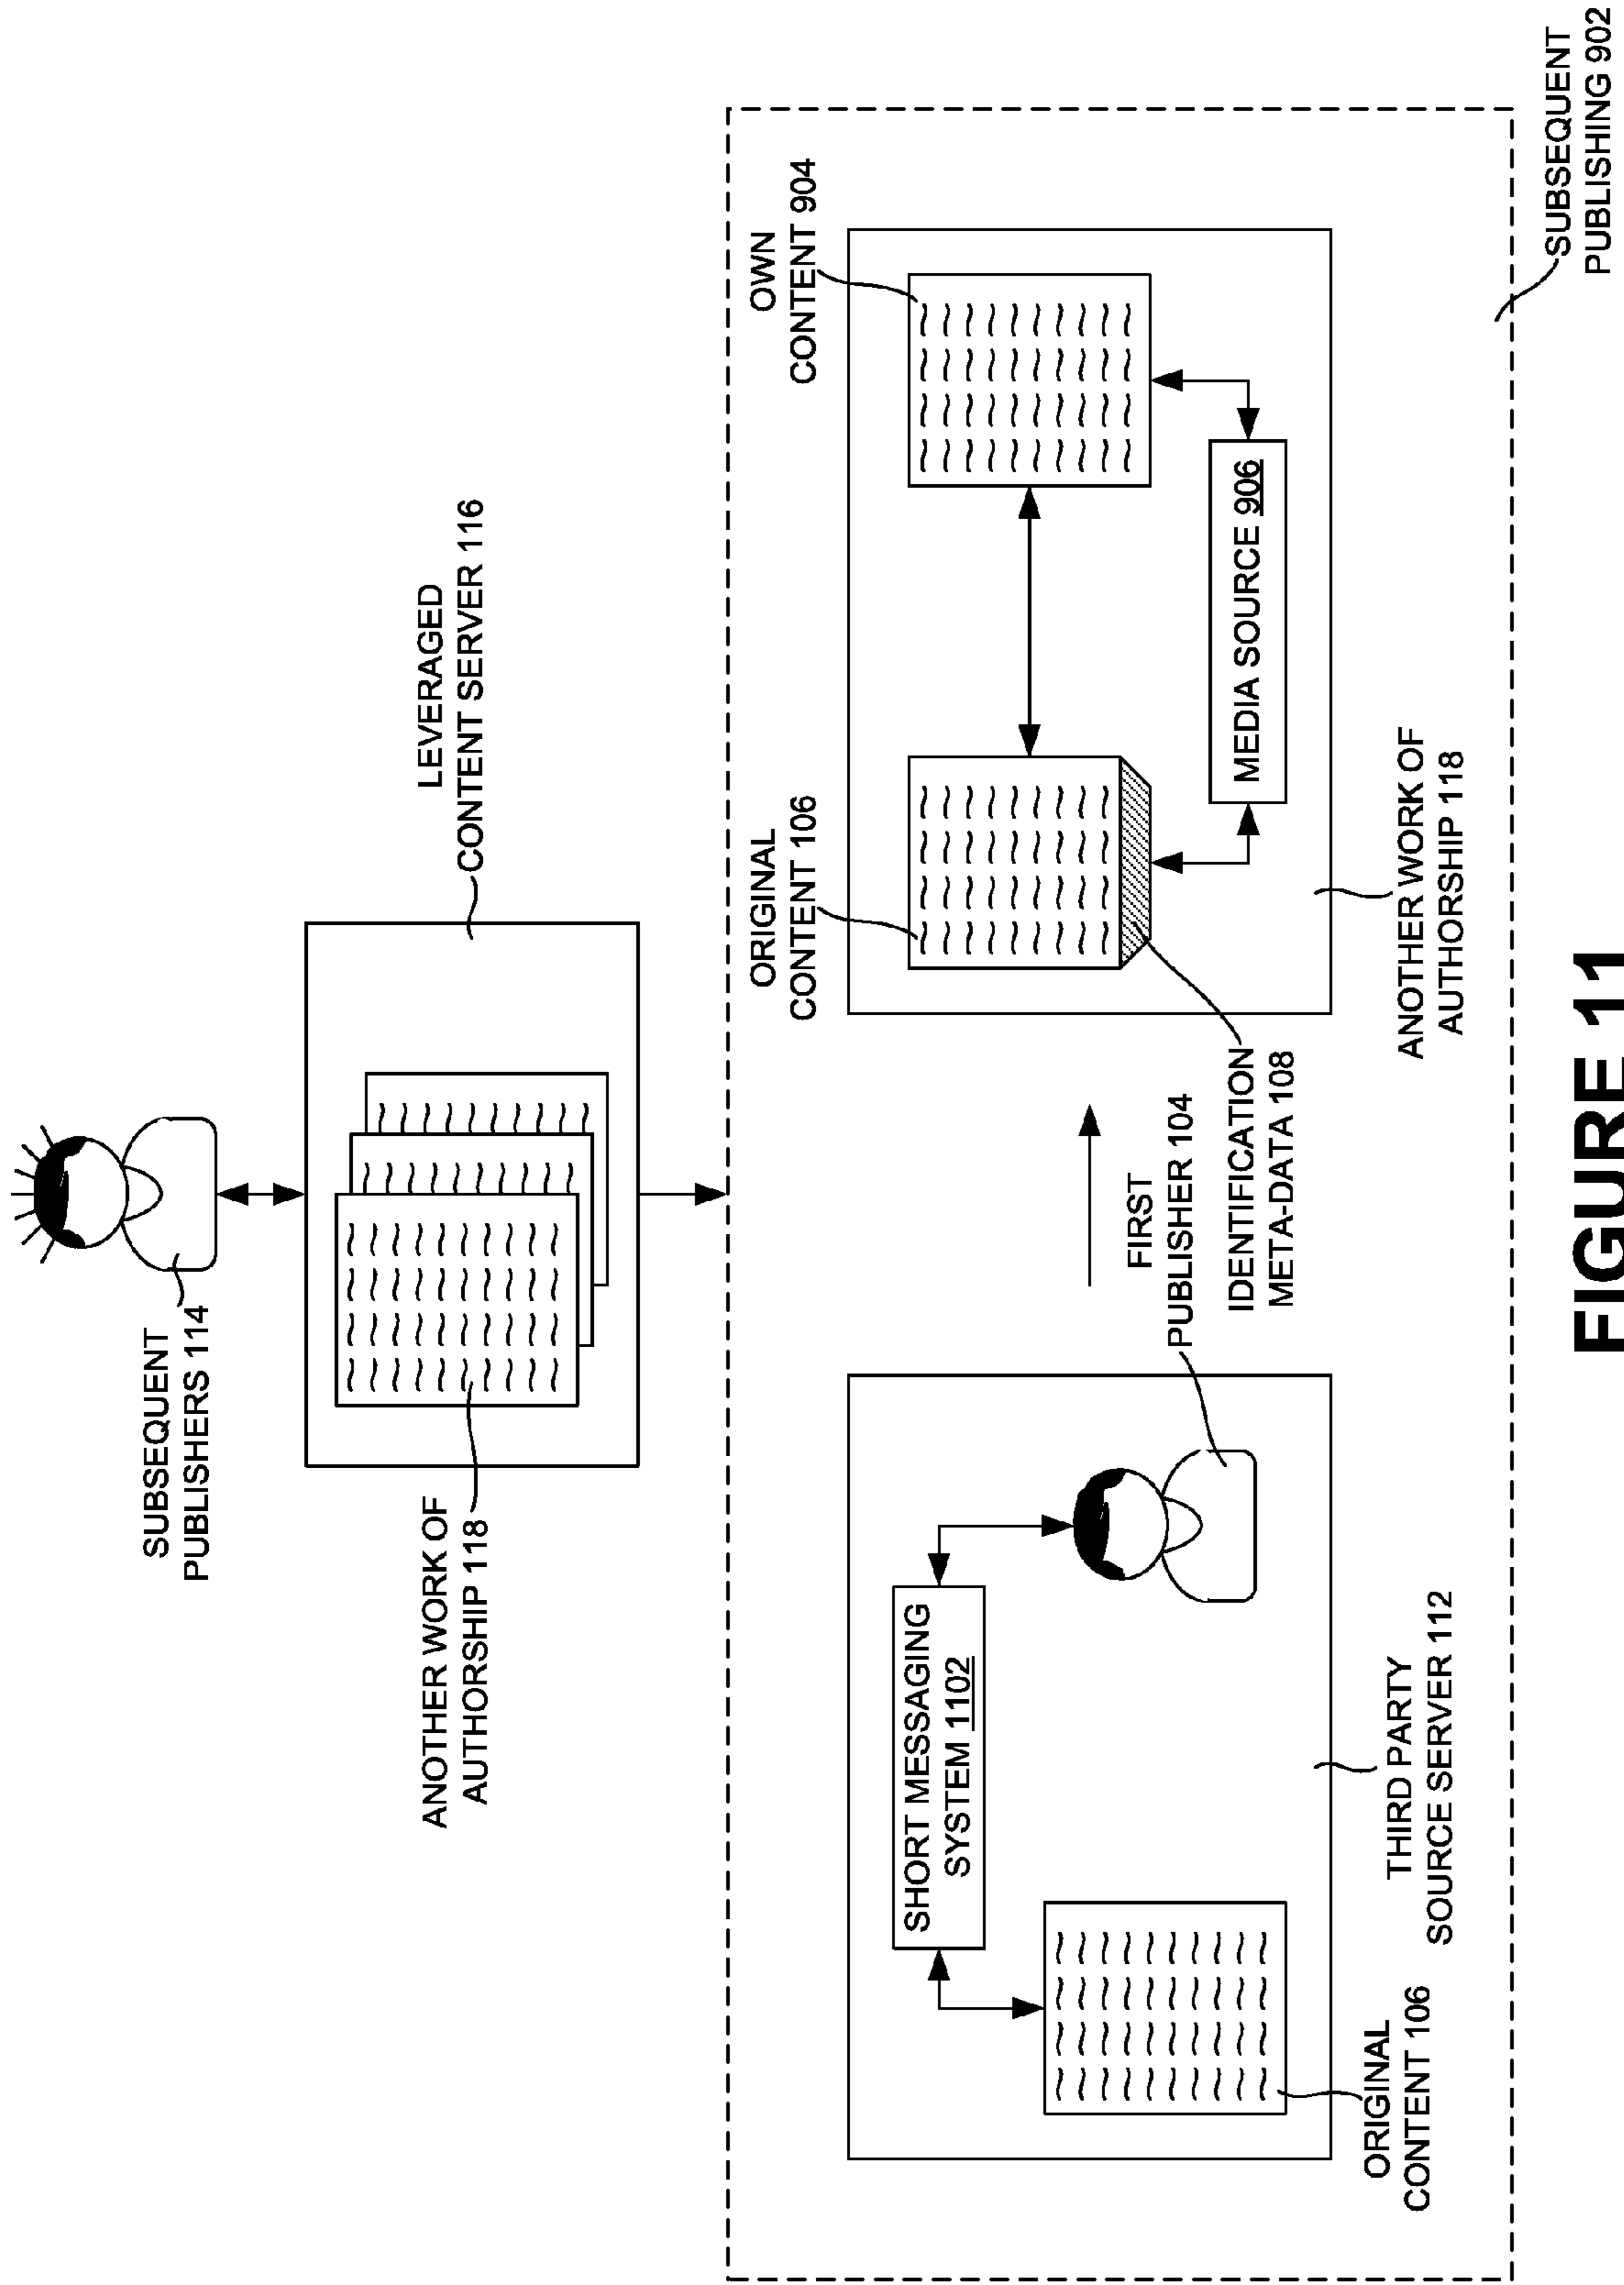 SUBSEQUENT
PUBLISHERS 114
LEVERAGED
CONTENT SERVER 116
ANOTHER WORK OF
AUTHORSHIP 118
SHORT MESSAGING
SYSTEM 1102
ORIGINAL
CONTENT 106
THIRD PARTY
SOURCE SERVER 112
FIRST
PUBLISHER 104
IDENTIFICATION
META-DATA 108
ORIGINAL
CONTENT 106
OWN
CONTENT 904
MEDIA SOURCE 906
ANOTHER WORK OF
AUTHORSHIP 118
SUBSEQUENT
PUBLISHING 902
FIGURE 11